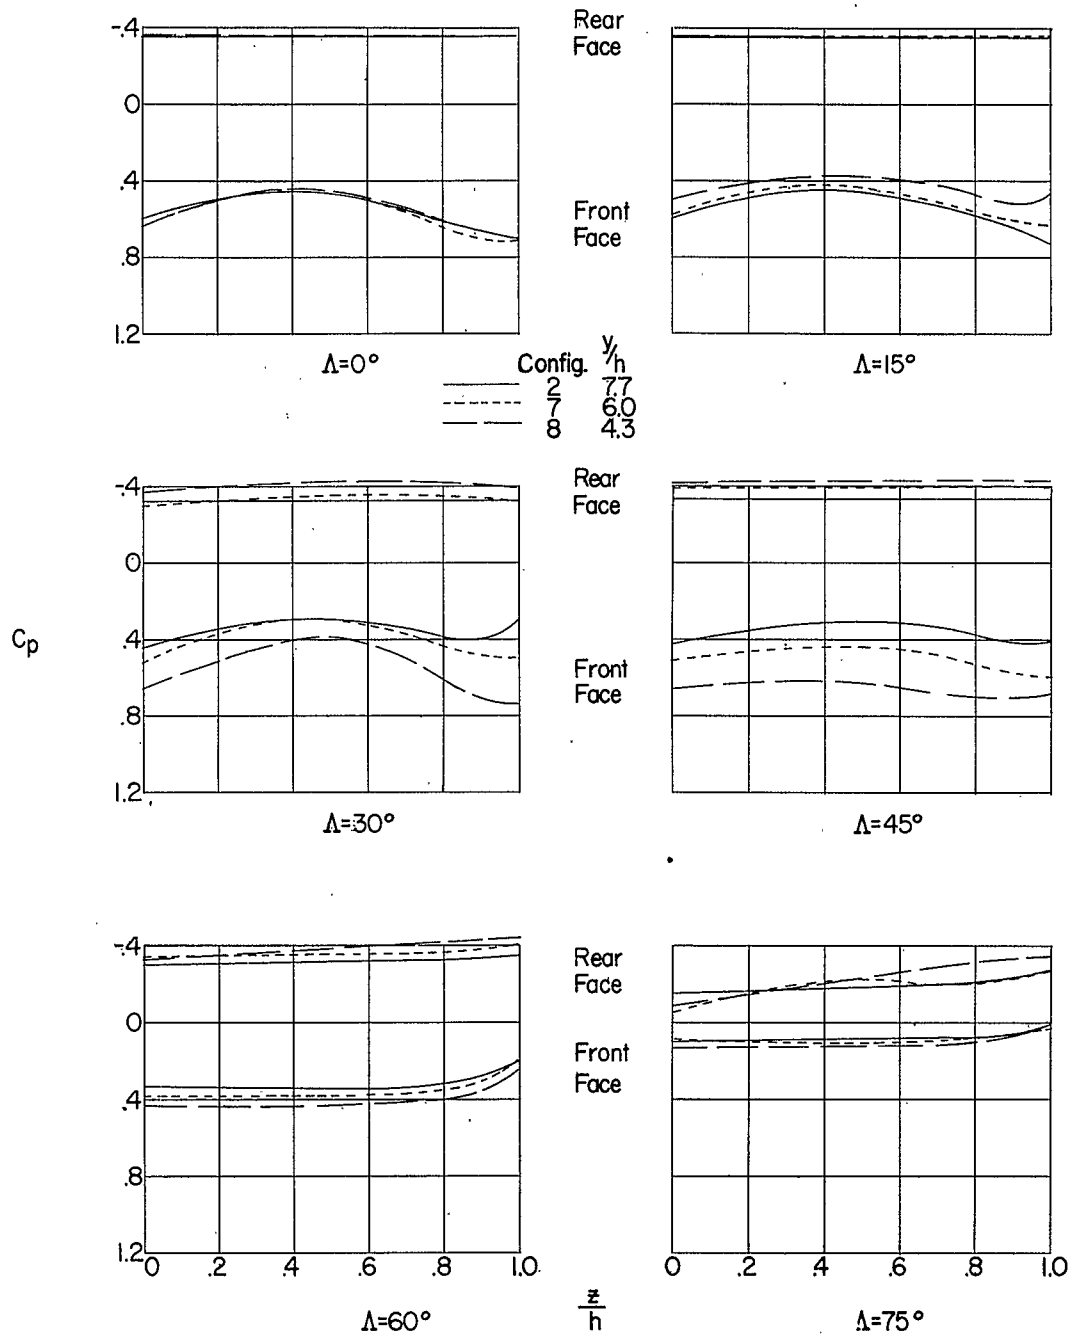 -.4
0
.4
.8
1.2
Rear
Face
Front
Face
Λ=0°
Λ=15°
Config. y/h
2 7.7
7 6.0
8 4.3
-.4
0
.4
.8
1.2
Rear
Face
Front
Face
Cp
Λ=30°
Λ=45°
-.4
0
.4
.8
1.2
Rear
Face
Front
Face
0 .2 .4 .6 .8 1.0
0 .2 .4 .6 .8 1.0
z/h
Λ=60°
Λ=75°